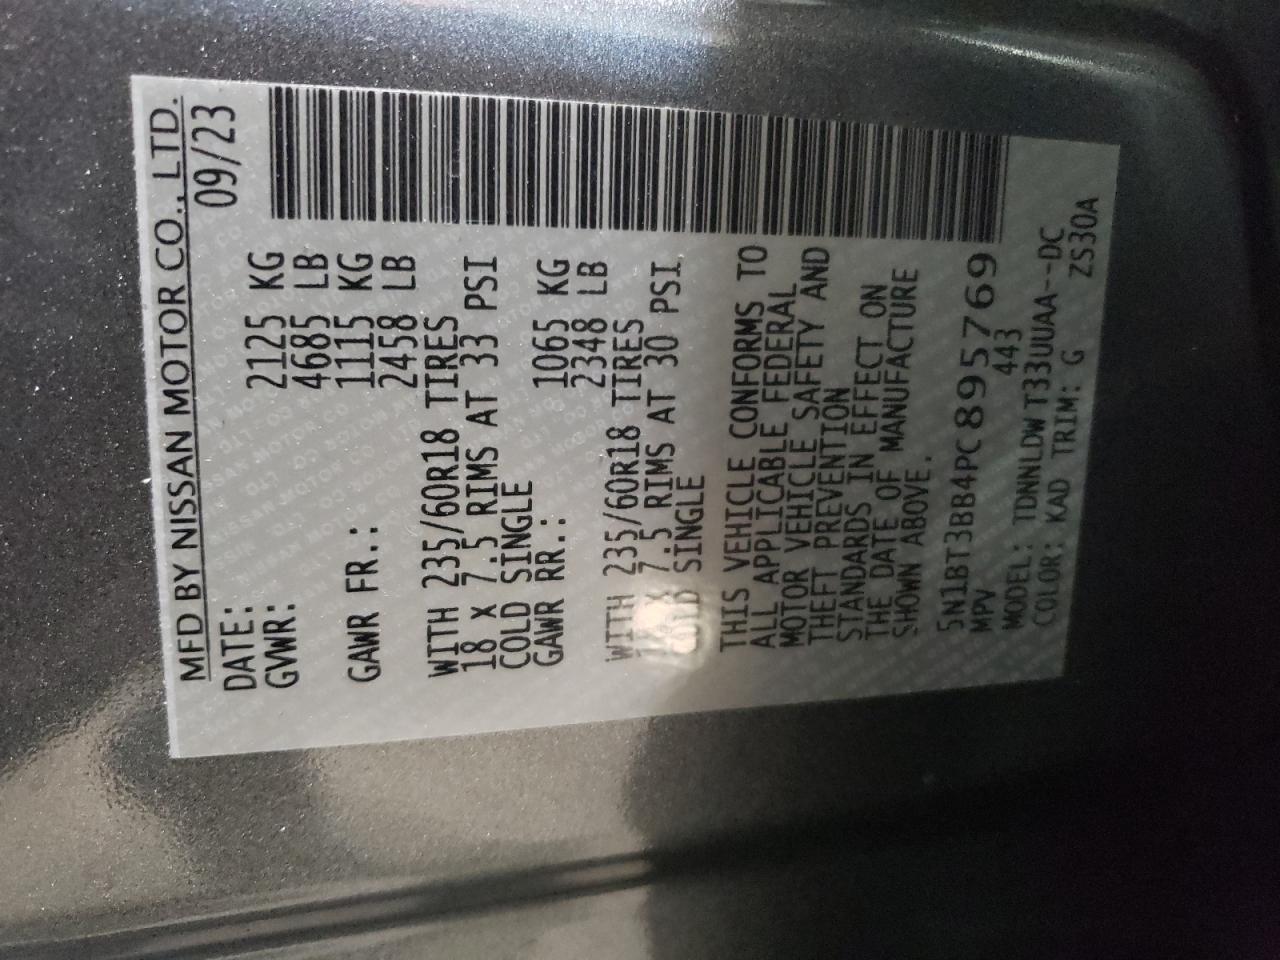 MFD BY NISSAN MOTOR CO., LTD.
DATE: 09/23
GVWR: 2125 KG
4685 LB
GAWR FR.: 1115 KG
2458 LB
WITH 235/60R18 TIRES
18 X 7.5 RIMS AT 33 PSI
COLD SINGLE
GAWR RR.: 1065 KG
2348 LB
WITH 235/60R18 TIRES
18 X 7.5 RIMS AT 30 PSI
COLD SINGLE
THIS VEHICLE CONFORMS TO
ALL APPLICABLE FEDERAL
MOTOR VEHICLE SAFETY AND
THEFT PREVENTION
STANDARDS IN EFFECT ON
THE DATE OF MANUFACTURE
SHOWN ABOVE.
5N1BT3BB4PC895769
MPV 443
MODEL: TDNNLDW T33UUAA--DC
COLOR: KAD TRIM: G ZS30A